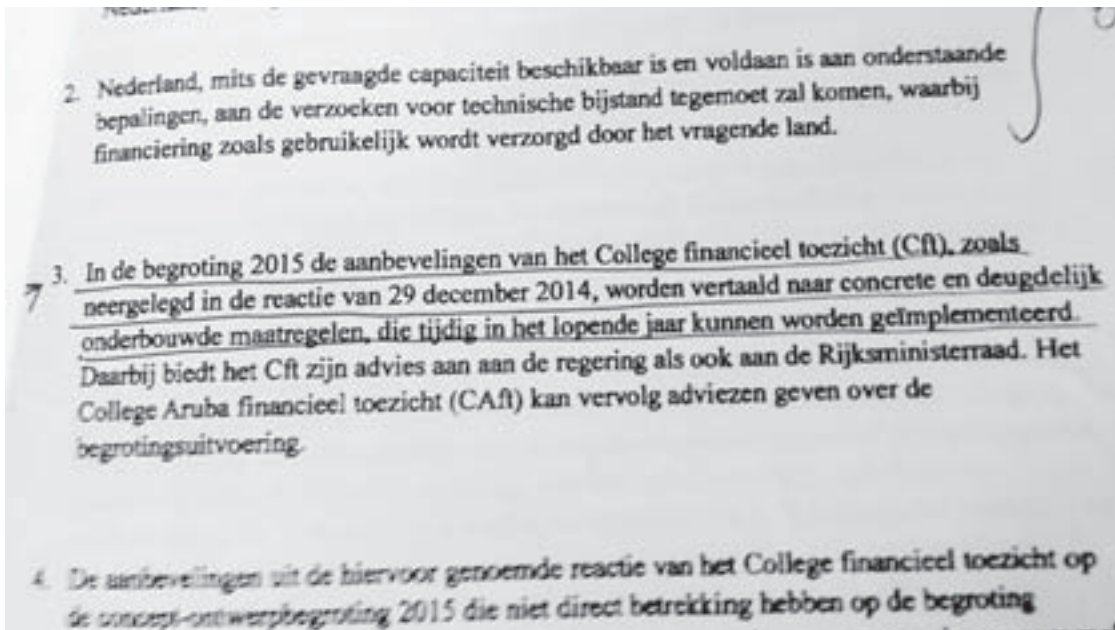 2. Nederland, mits de gevraagde capaciteit beschikbaar is en voldaan is aan onderstaande
bepalingen, aan de verzoeken voor technische bijstand tegemoet zal komen, waarbij
financiering zoals gebruikelijk wordt verzorgd door het vragende land.
3. In de begroting 2015 de aanbevelingen van het College financieel toezicht (Cft), zoals
neergelegd in de reactie van 29 december 2014, worden vertaald naar concrete en deugdelijk
onderbouwde maatregelen, die tijdig in het lopende jaar kunnen worden geïmplementeerd.
Daarbij biedt het Cft zijn advies aan aan de regering als ook aan de Rijksministerraad. Het
College Aruba financieel toezicht (CAft) kan vervolg adviezen geven over de
begrotingsuitvoering.
4. De aanbevelingen uit de hiervoor genoemde reactie van het College financieel toezicht op
de concept-ontwerpbegroting 2015 die niet direct betrekking hebben op de begroting